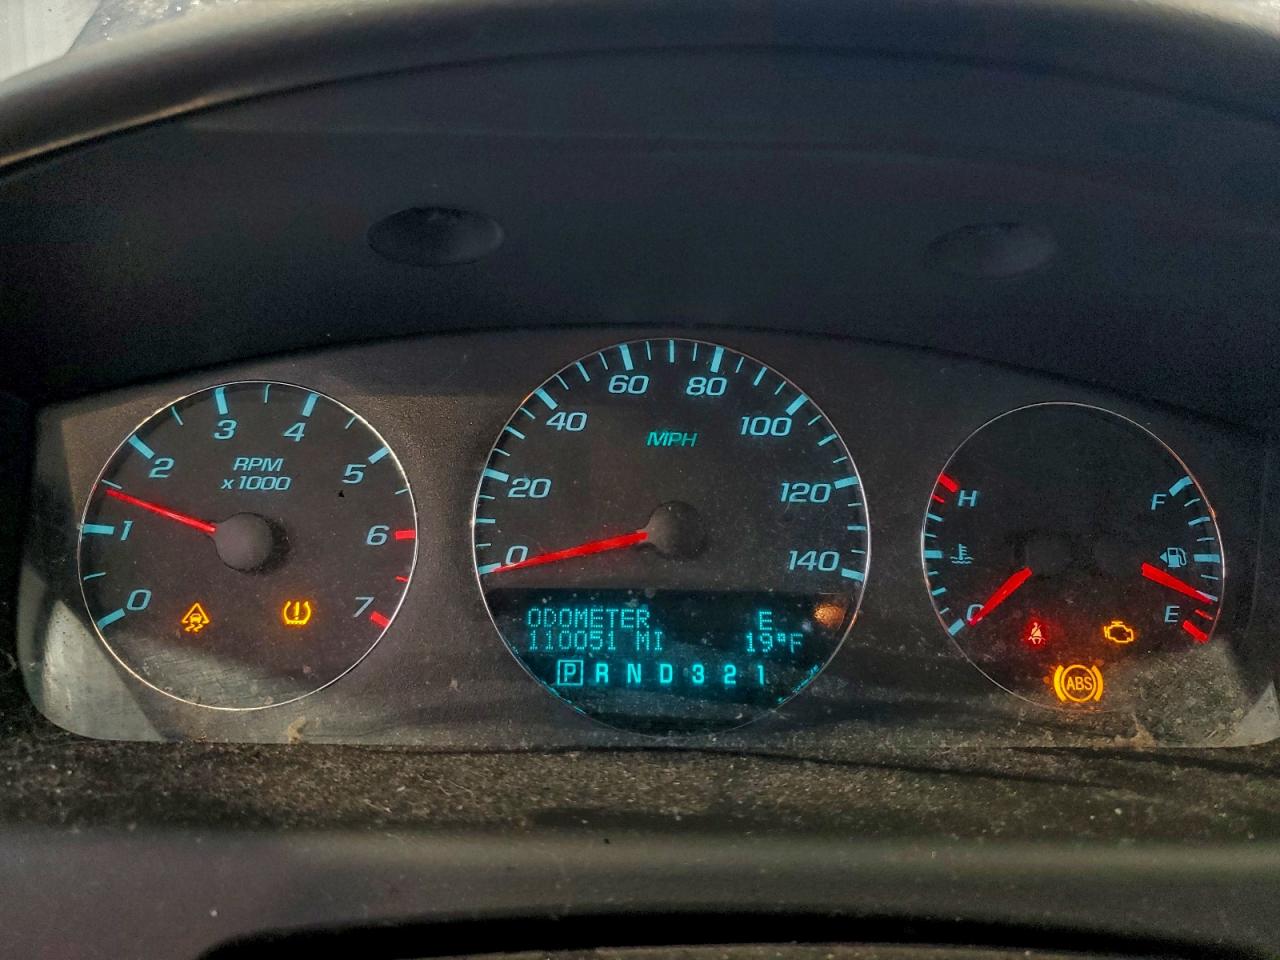 0
1
2
3
4
5
6
7
RPM
x1000
0
20
40
60
80
100
120
140
MPH
ODOMETER E
110051 MI 19°F
P R N D 3 2 1
H
C
F
E
ABS